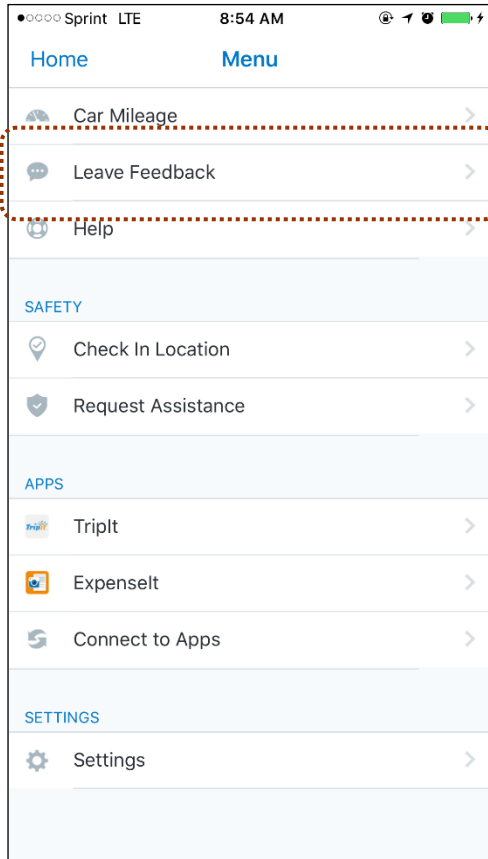 Sprint LTE 8:54 AM
Home Menu
Car Mileage
Leave Feedback
Help
SAFETY
Check In Location
Request Assistance
APPS
TripIt TripIt
ExpenseIt
Connect to Apps
SETTINGS
Settings